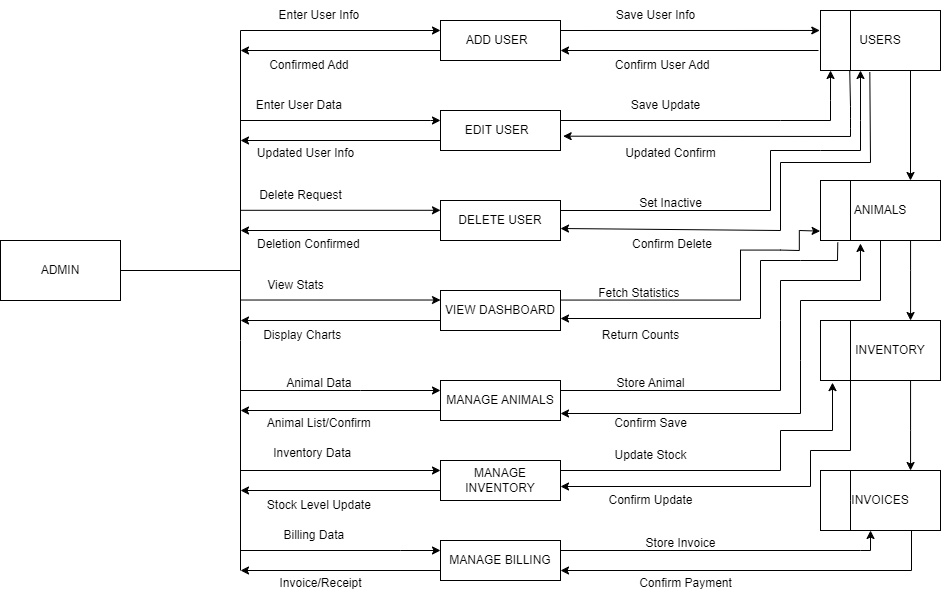 Enter User Info
Save User Info
ADD USER
USERS
Confirmed Add
Confirm User Add
Enter User Data
Save Update
EDIT USER
Updated User Info
Updated Confirm
Delete Request
Set Inactive
DELETE USER
ANIMALS
Deletion Confirmed
Confirm Delete
ADMIN
View Stats
Fetch Statistics
VIEW DASHBOARD
Display Charts
Return Counts
INVENTORY
Animal Data
Store Animal
MANAGE ANIMALS
Animal List/Confirm
Confirm Save
Inventory Data
Update Stock
MANAGE
INVENTORY
Stock Level Update
Confirm Update
INVOICES
Billing Data
Store Invoice
MANAGE BILLING
Invoice/Receipt
Confirm Payment